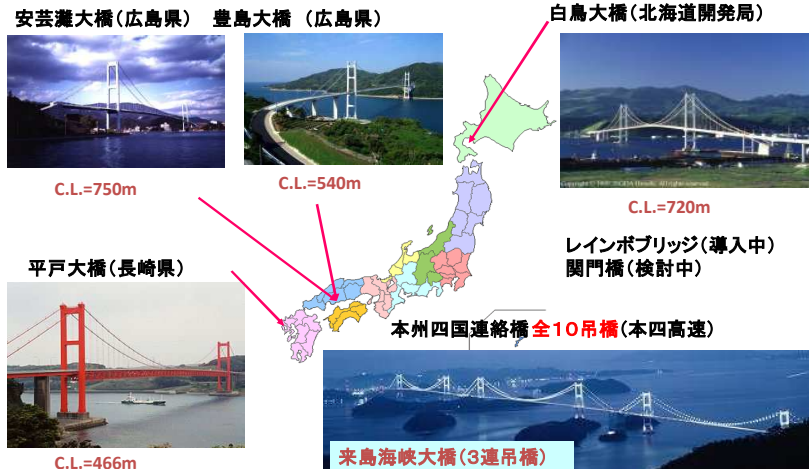 安芸灘大橋(広島県)
豊島大橋 (広島県)
白鳥大橋(北海道開発局)
C.L.=750m
C.L.=540m
C.L.=720m
レインボブリッジ(導入中)
関門橋(検討中)
平戸大橋(長崎県)
C.L.=466m
本州四国連絡橋 全10吊橋(本四高速)
来島海峡大橋(3連吊橋)